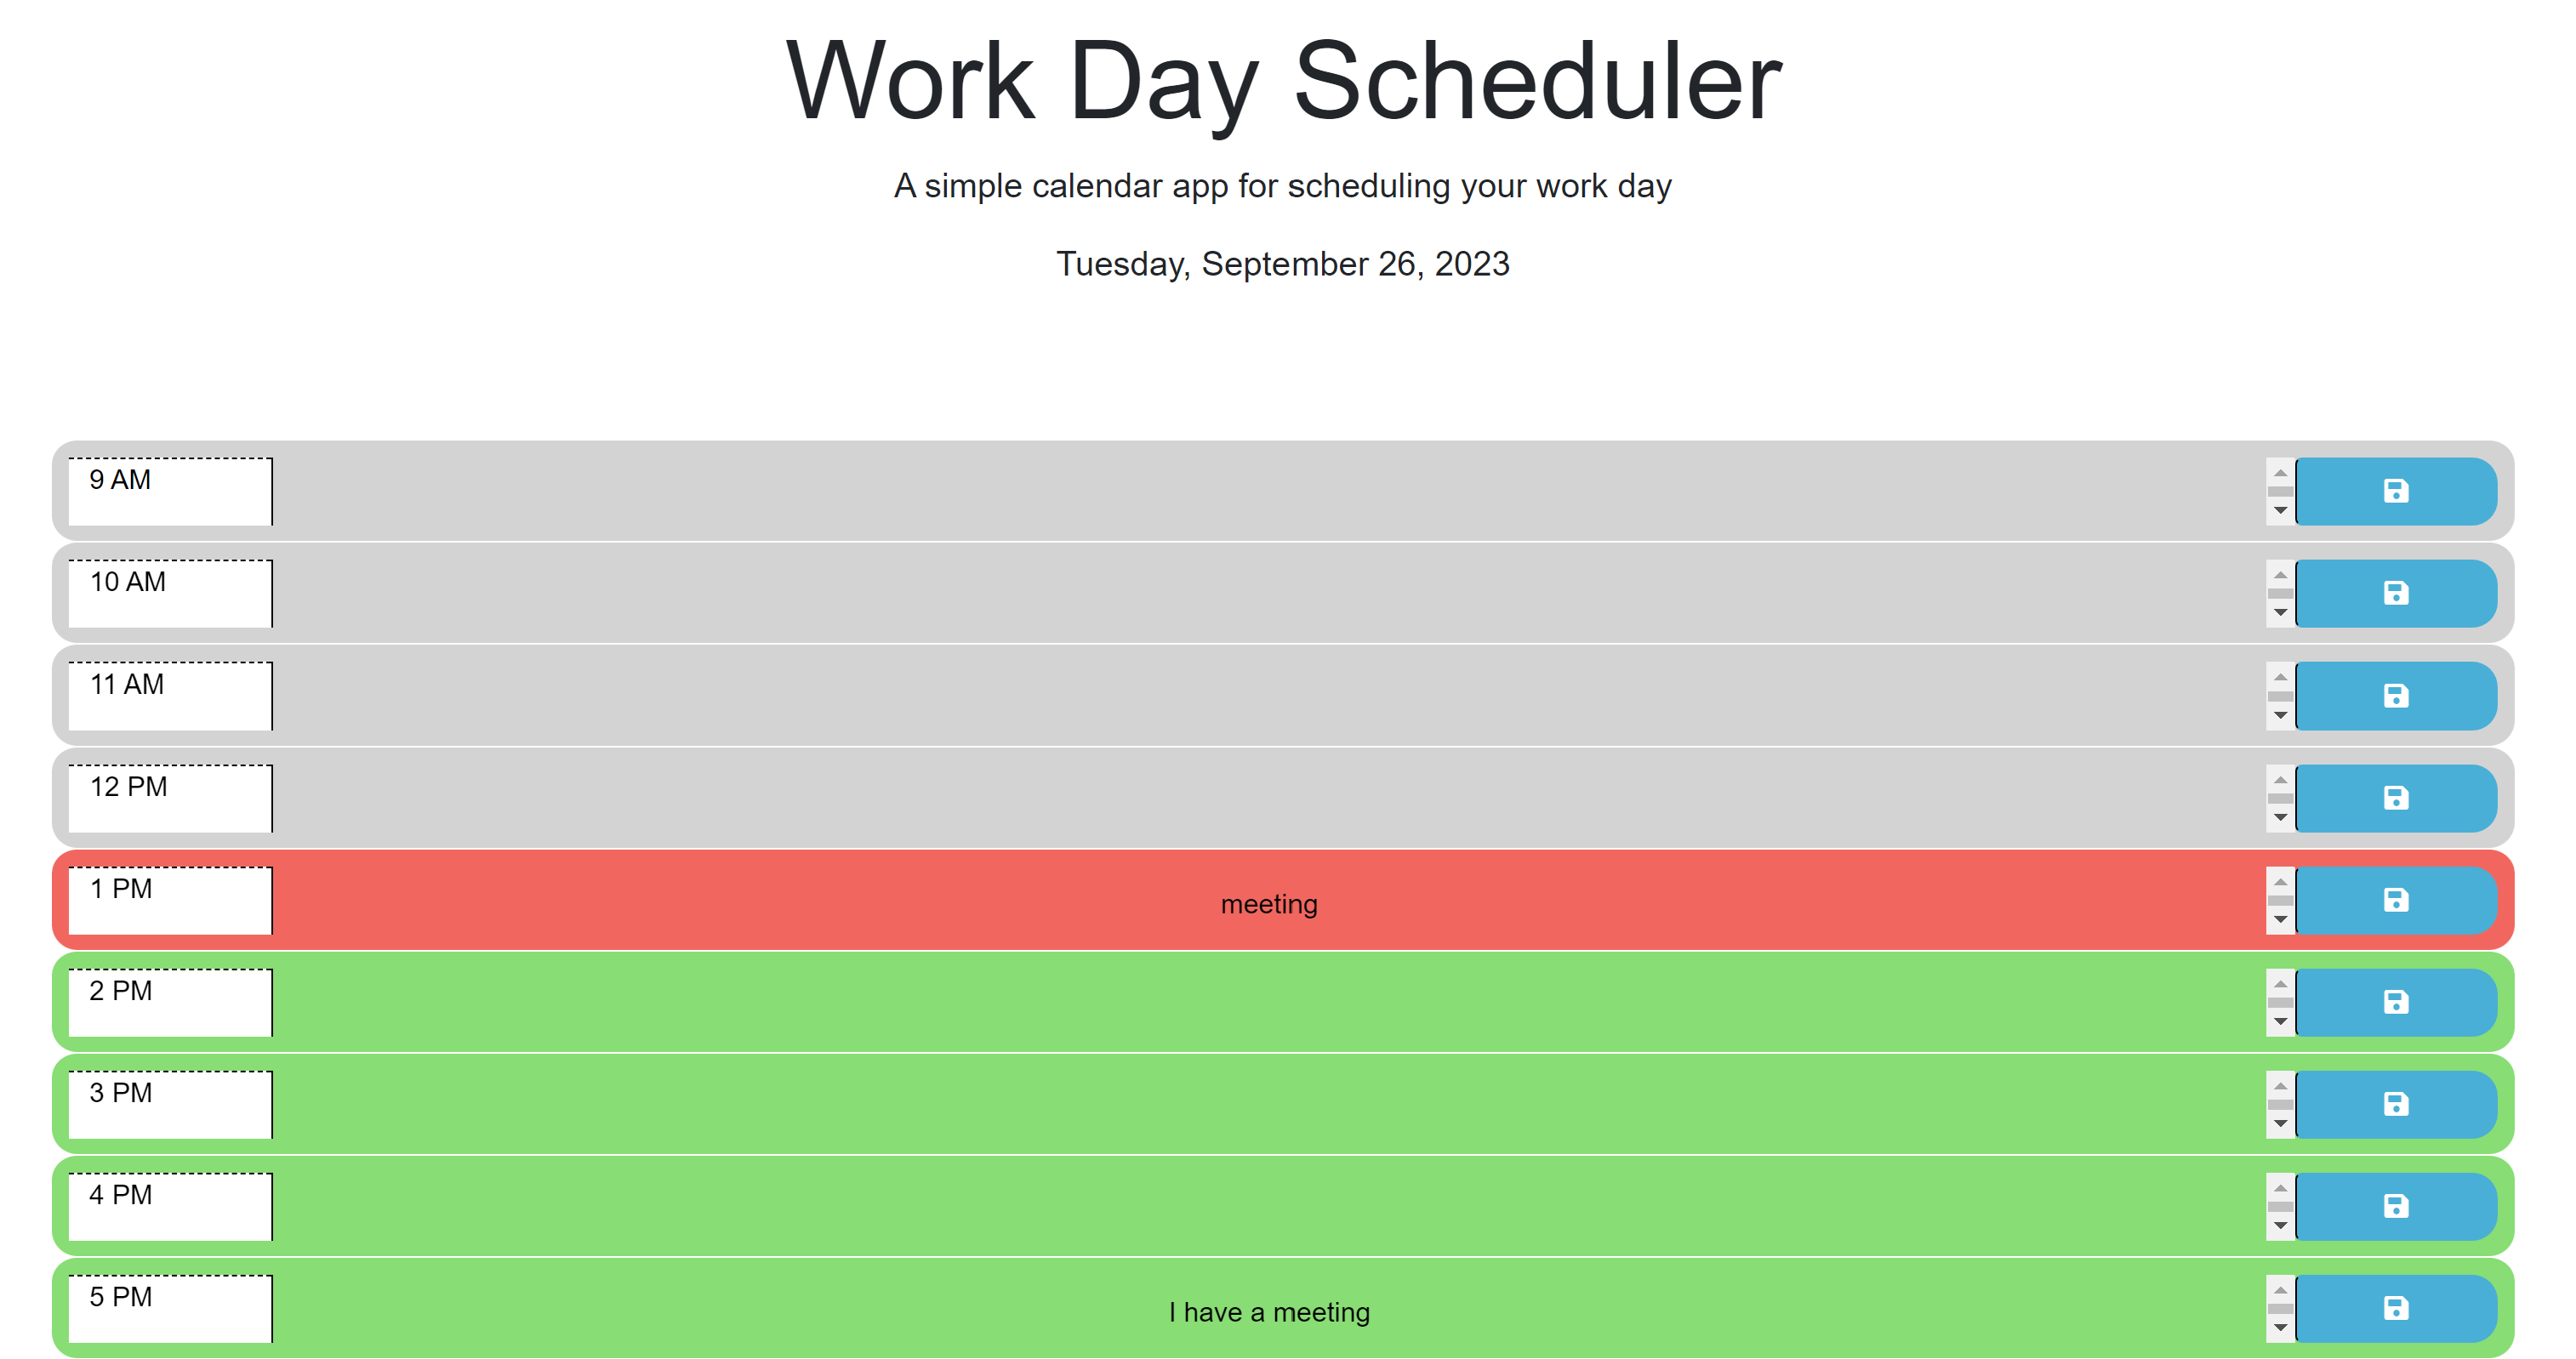 Work Day Scheduler
A simple calendar app for scheduling your work day
Tuesday, September 26, 2023
9 AM
10 AM
11 AM
12 PM
1 PM
meeting
2 PM
3 PM
4 PM
5 PM
I have a meeting